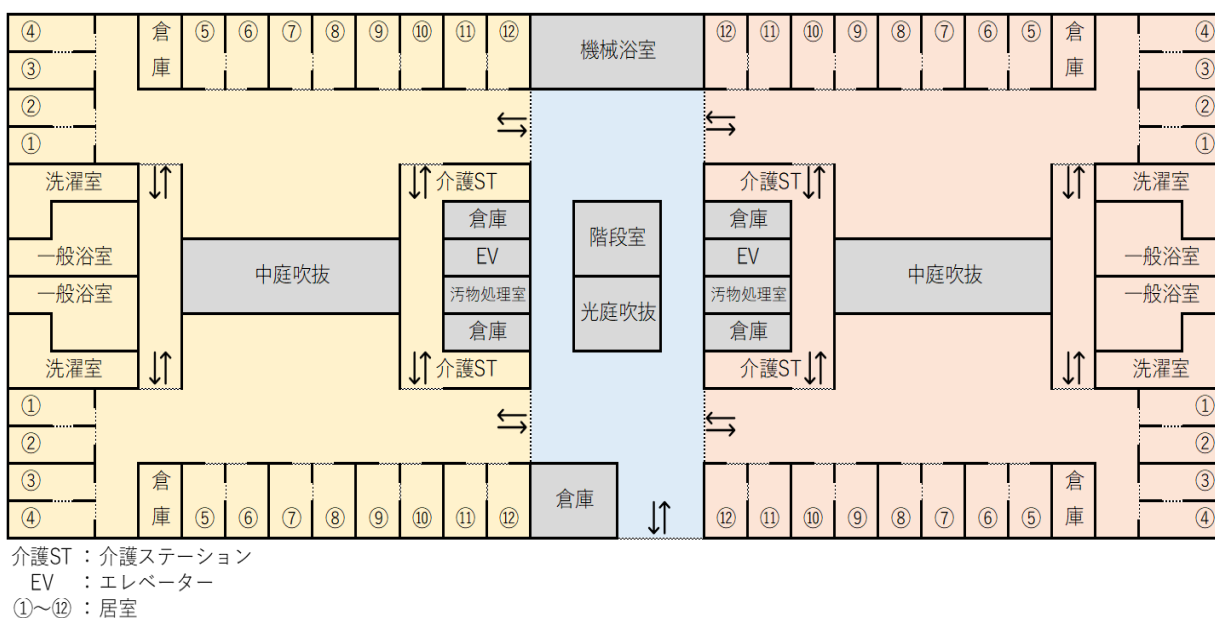 ④ 倉庫 ⑤ ⑥ ⑦ ⑧ ⑨ ⑩ ⑪ ⑫ 機械浴室 ⑫ ⑪ ⑩ ⑨ ⑧ ⑦ ⑥ ⑤ 倉庫 ④
③ ③
② ②
① ①
洗濯室 介護ST 介護ST 洗濯室
倉庫 階段室 倉庫
一般浴室 中庭吹抜 EV EV 中庭吹抜 一般浴室
一般浴室 汚物処理室 光庭吹抜 汚物処理室 一般浴室
倉庫 倉庫
洗濯室 介護ST 介護ST 洗濯室
① ①
② ②
③ 倉庫 倉庫 倉庫 ③
④ ⑤ ⑥ ⑦ ⑧ ⑨ ⑩ ⑪ ⑫ ⑫ ⑪ ⑩ ⑨ ⑧ ⑦ ⑥ ⑤ ④
介護ST:介護ステーション
EV :エレベーター
①~⑫:居室